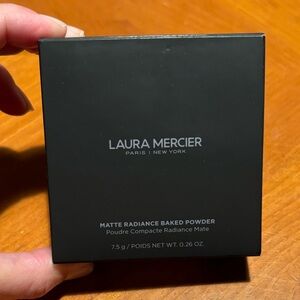 LAURA MERCIER
PARIS | NEW YORK
MATTE RADIANCE BAKED POWDER
Poudre Compacte Radiance Mate
7.5 g / POIDS NET WT. 0.26 OZ.